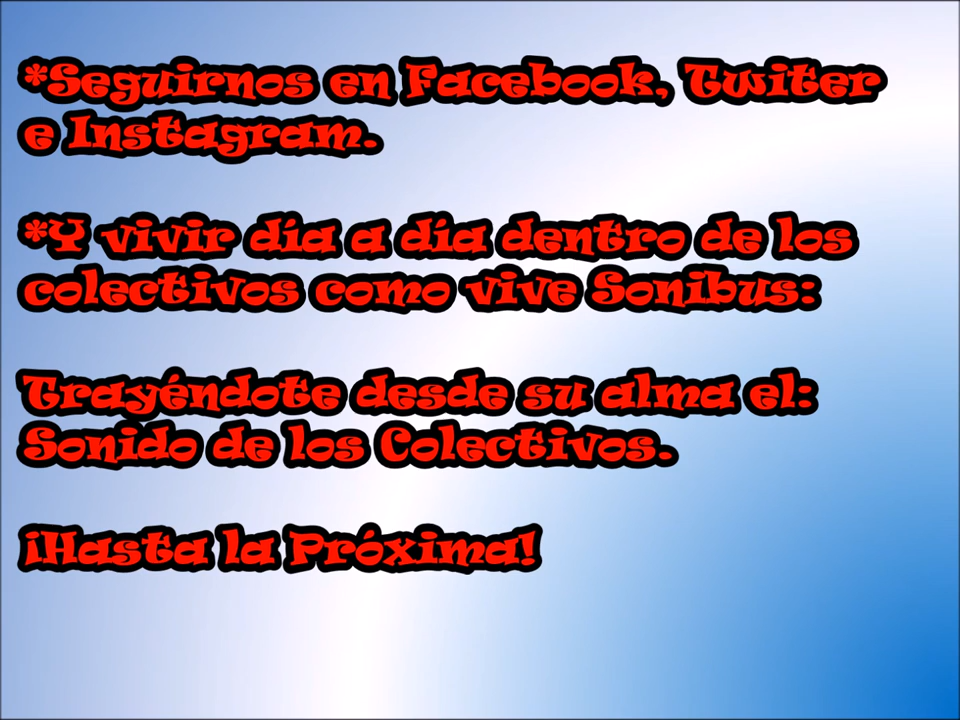 *Seguirnos en Facebook, Twiter
e Instagram.
*Y vivir día a día dentro de los
colectivos como vive Sonibus:
Trayéndote desde su alma el:
Sonido de los Colectivos.
¡Hasta la Próxima!